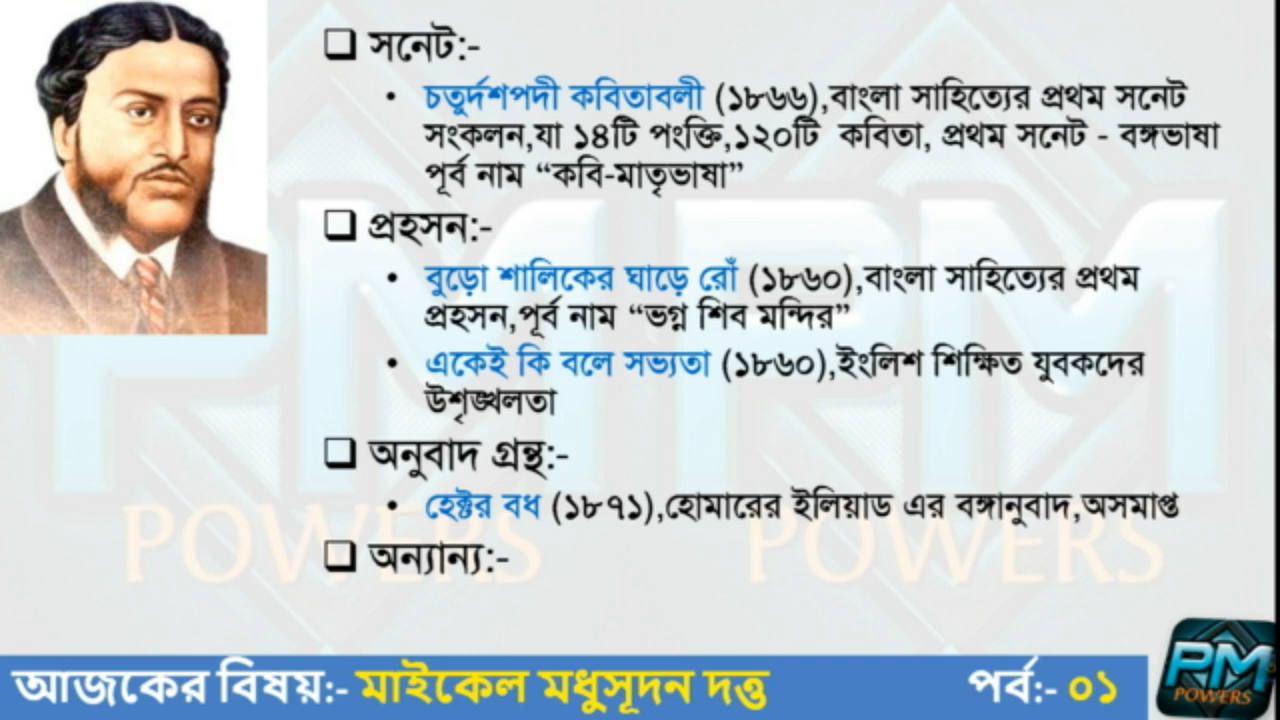 সনেট:-
চতুর্দশপদী কবিতাবলী (১৮৬৬),বাংলা সাহিত্যের প্রথম সনেট
সংকলন,যা ১৪টি পংক্তি,১২০টি কবিতা, প্রথম সনেট - বঙ্গভাষা
পূর্ব নাম “কবি-মাতৃভাষা”
প্রহসন:-
বুড়ো শালিকের ঘাড়ে রোঁ (১৮৬০),বাংলা সাহিত্যের প্রথম
প্রহসন,পূর্ব নাম “ভগ্ন শিব মন্দির”
একেই কি বলে সভ্যতা (১৮৬০),ইংলিশ শিক্ষিত যুবকদের
উশৃঙ্খলতা
অনুবাদ গ্রন্থ:-
হেক্টর বধ (১৮৭১),হোমারের ইলিয়াড এর বঙ্গানুবাদ,অসমাপ্ত
অন্যান্য:-
আজকের বিষয়:- মাইকেল মধুসূদন দত্ত পর্ব:- ০১
PM
POWERS
PM PM
POWERS POWERS